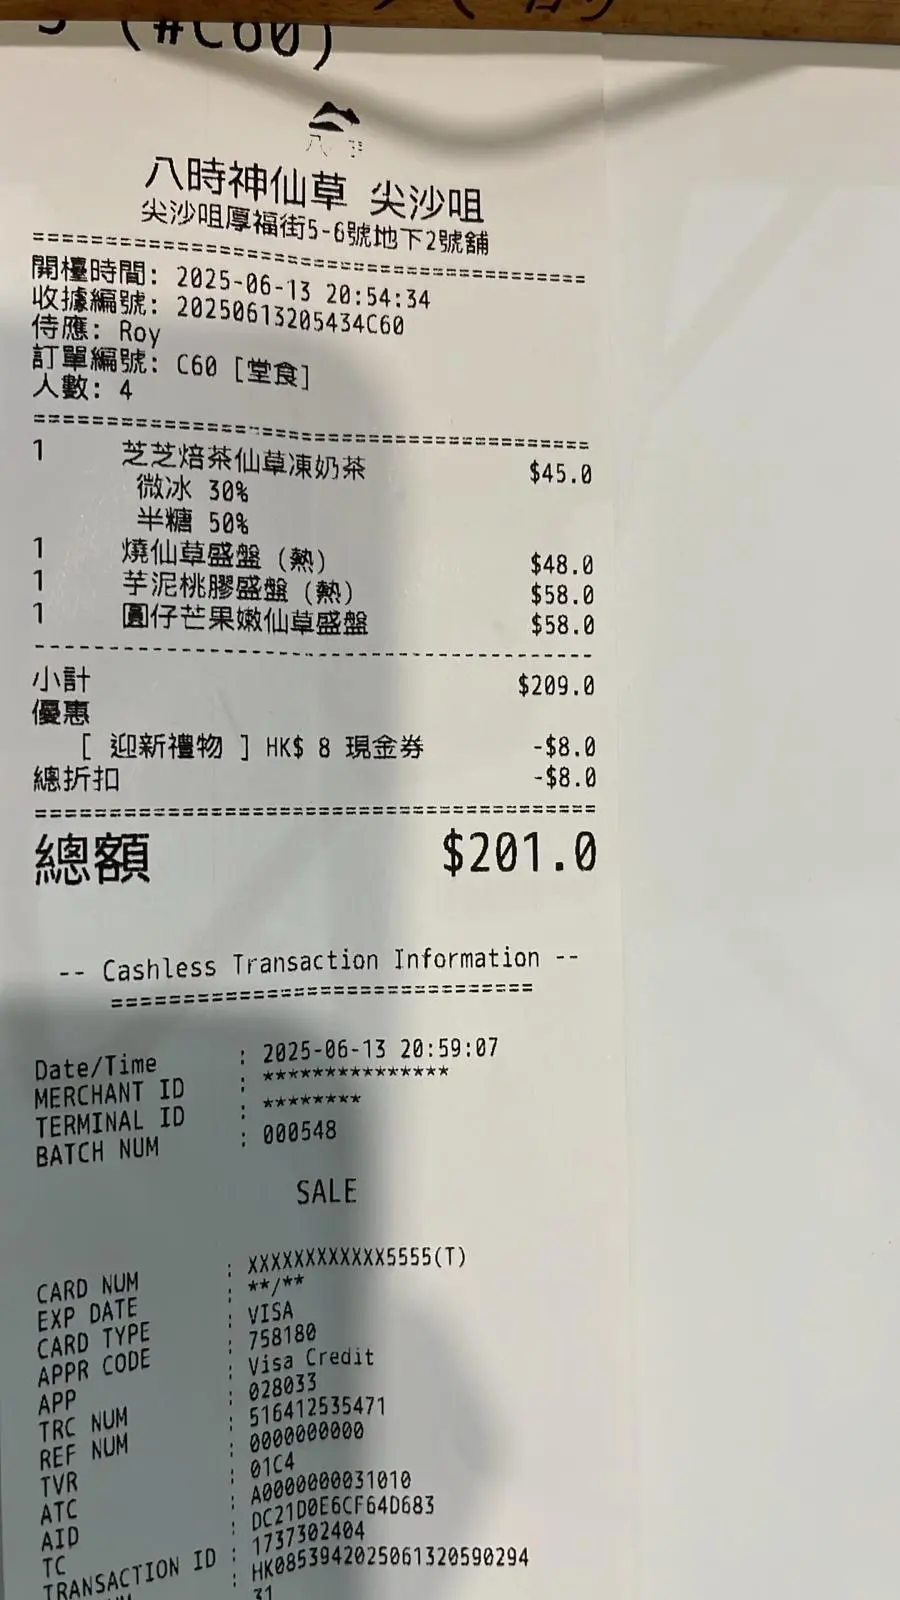 (#C60)
八時神仙草 尖沙咀
尖沙咀厚福街5-6號地下2號舖
========================================
開檯時間: 2025-06-13 20:54:34
收據編號: 20250613205434C60
侍應: Roy
訂單編號: C60 [堂食]
人數: 4
========================================
1 芝芝焙茶仙草凍奶茶 $45.0
微冰 30%
半糖 50%
1 燒仙草盛盤 (熱) $48.0
1 芋泥桃膠盛盤 (熱) $58.0
1 圓仔芒果嫩仙草盛盤 $58.0
----------------------------------------
小計 $209.0
優惠
[ 迎新禮物 ] HK$ 8 現金券 -$8.0
總折扣 -$8.0
========================================
總額 $201.0
-- Cashless Transaction Information --
==============================
Date/Time : 2025-06-13 20:59:07
MERCHANT ID : ***************
TERMINAL ID : ********
BATCH NUM : 000548
SALE
CARD NUM : XXXXXXXXXXXX5555(T)
EXP DATE : **/**
CARD TYPE : VISA
APPR CODE : 758180
APP : Visa Credit
TRC NUM : 028033
REF NUM : 516412535471
TVR : 0000000000
ATC : 01C4
AID : A0000000031010
TC : DC21D0E6CF64D683
TRANSACTION ID : 1737302404
: HK0853942025061320590294
31